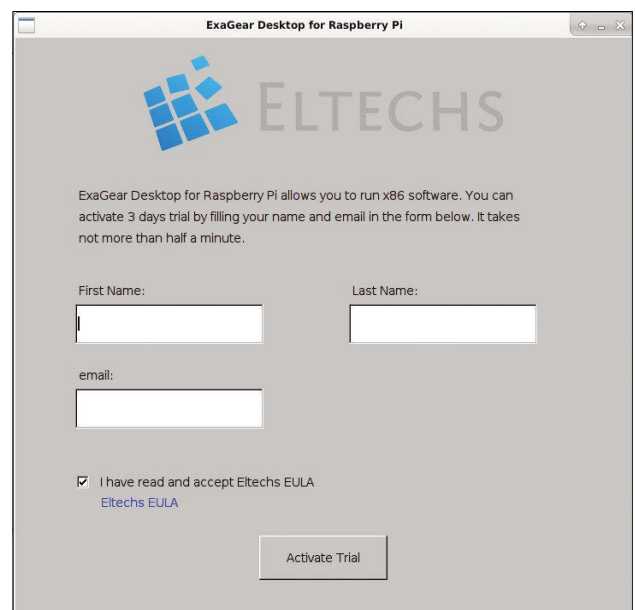 ExaGear Desktop for Raspberry Pi
ELTECHS
ExaGear Desktop for Raspberry Pi allows you to run x86 software. You can
activate 3 days trial by filling your name and email in the form below. It takes
not more than half a minute.
First Name:
Last Name:
email:
I have read and accept Eltechs EULA
Eltechs EULA
Activate Trial